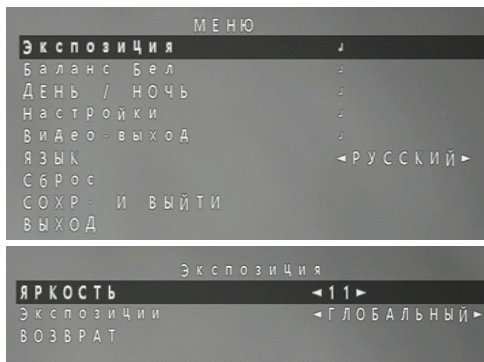 МЕНЮ
ЭкспозиЦия
Баланс Бел
ДЕНЬ / НОЧЬ
Настройки
Видео-выход
ЯЗЫК ◄РУССКИЙ►
Сброс
СОХР- И ВЫЙТИ
ВЫХОД
ЭкспозиЦия
ЯРКОСТЬ ◄11►
Экспозиции ◄ГЛОБАЛЬНЫЙ►
ВОЗВРАТ